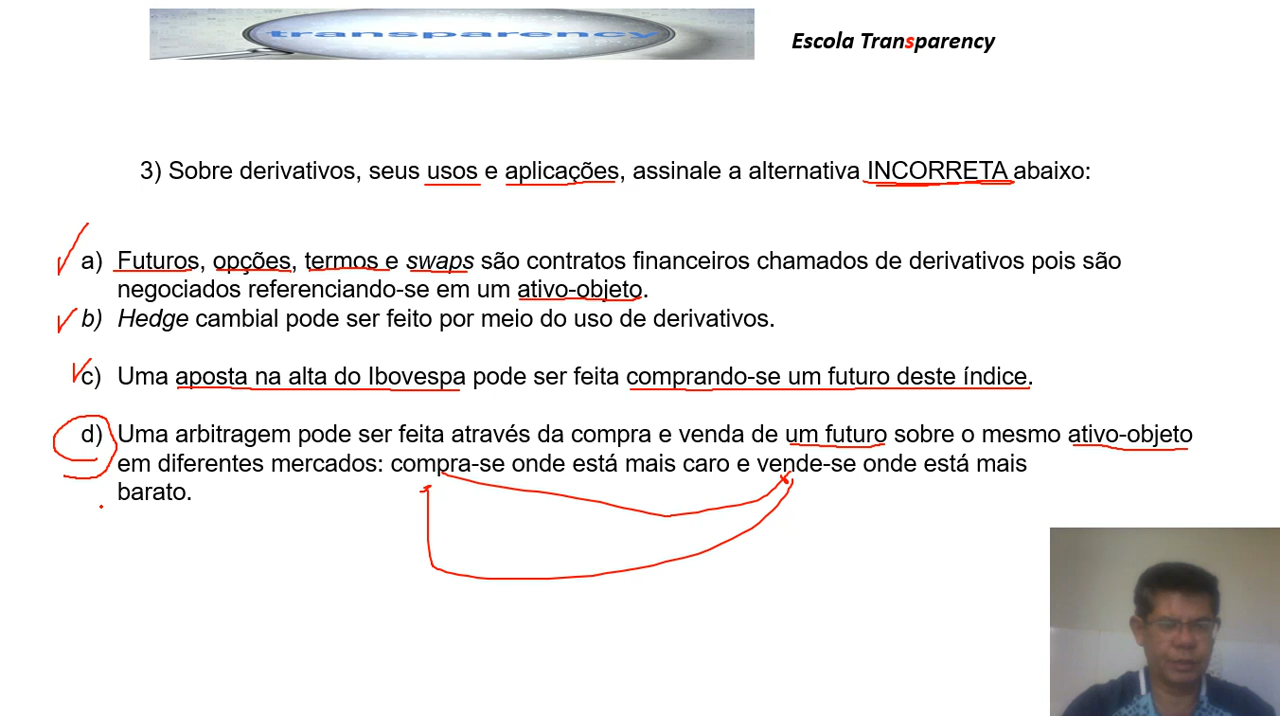 transparency
Escola Transparency
3) Sobre derivativos, seus usos e aplicações, assinale a alternativa INCORRETA abaixo:
a) Futuros, opções, termos e swaps são contratos financeiros chamados de derivativos pois são
negociados referenciando-se em um ativo-objeto.
b) Hedge cambial pode ser feito por meio do uso de derivativos.
c) Uma aposta na alta do Ibovespa pode ser feita comprando-se um futuro deste índice.
d) Uma arbitragem pode ser feita através da compra e venda de um futuro sobre o mesmo ativo-objeto
em diferentes mercados: compra-se onde está mais caro e vende-se onde está mais
barato.